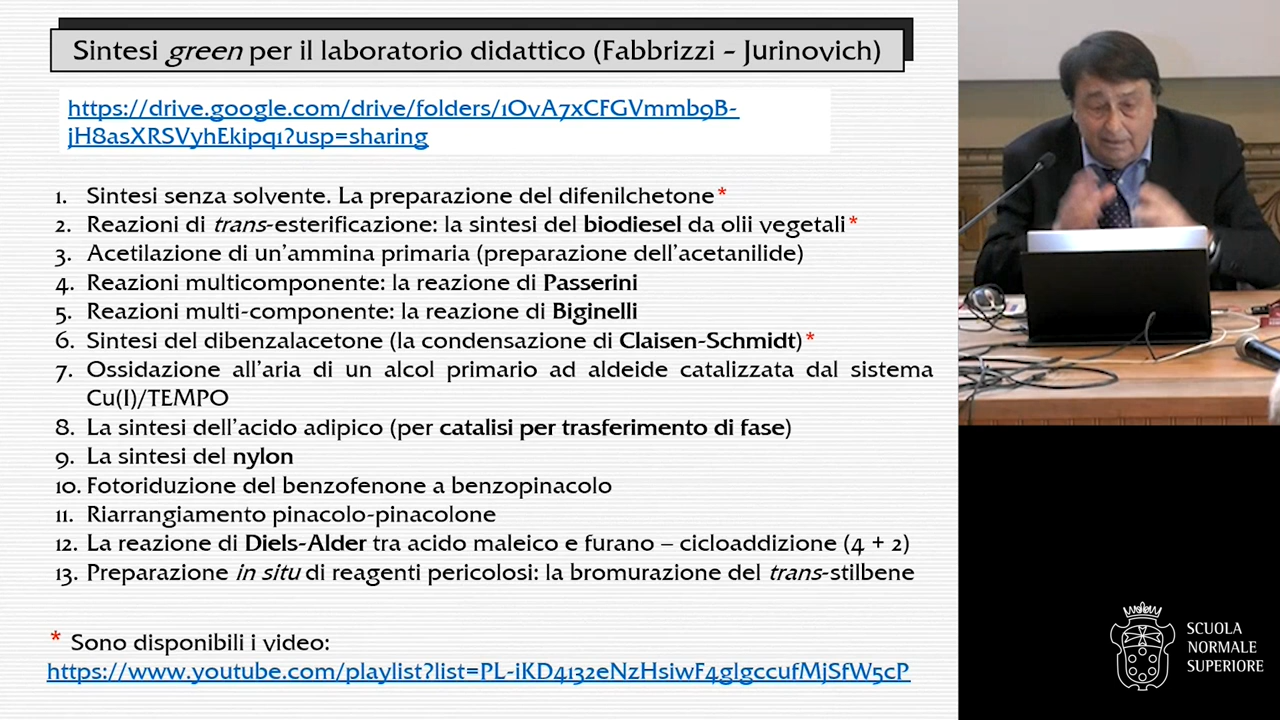 Sintesi green per il laboratorio didattico (Fabbrizzi – Jurinovich)
https://drive.google.com/drive/folders/1OvA7xCFGVmmb9B-
jH8asXRSVyhEkipq1?usp=sharing
1. Sintesi senza solvente. La preparazione del difenilchetone*
2. Reazioni di trans-esterificazione: la sintesi del biodiesel da olii vegetali*
3. Acetilazione di un’ammina primaria (preparazione dell’acetanilide)
4. Reazioni multicomponente: la reazione di Passerini
5. Reazioni multi-componente: la reazione di Biginelli
6. Sintesi del dibenzalacetone (la condensazione di Claisen-Schmidt)*
7. Ossidazione all’aria di un alcol primario ad aldeide catalizzata dal sistema
Cu(I)/TEMPO
8. La sintesi dell’acido adipico (per catalisi per trasferimento di fase)
9. La sintesi del nylon
10. Fotoriduzione del benzofenone a benzopinacolo
11. Riarrangiamento pinacolo-pinacolone
12. La reazione di Diels-Alder tra acido maleico e furano – cicloaddizione (4 + 2)
13. Preparazione in situ di reagenti pericolosi: la bromurazione del trans-stilbene
* Sono disponibili i video:
https://www.youtube.com/playlist?list=PL-iKD4132eNzHsiwF4glgccufMjSfW5cP
SCUOLA
NORMALE
SUPERIORE